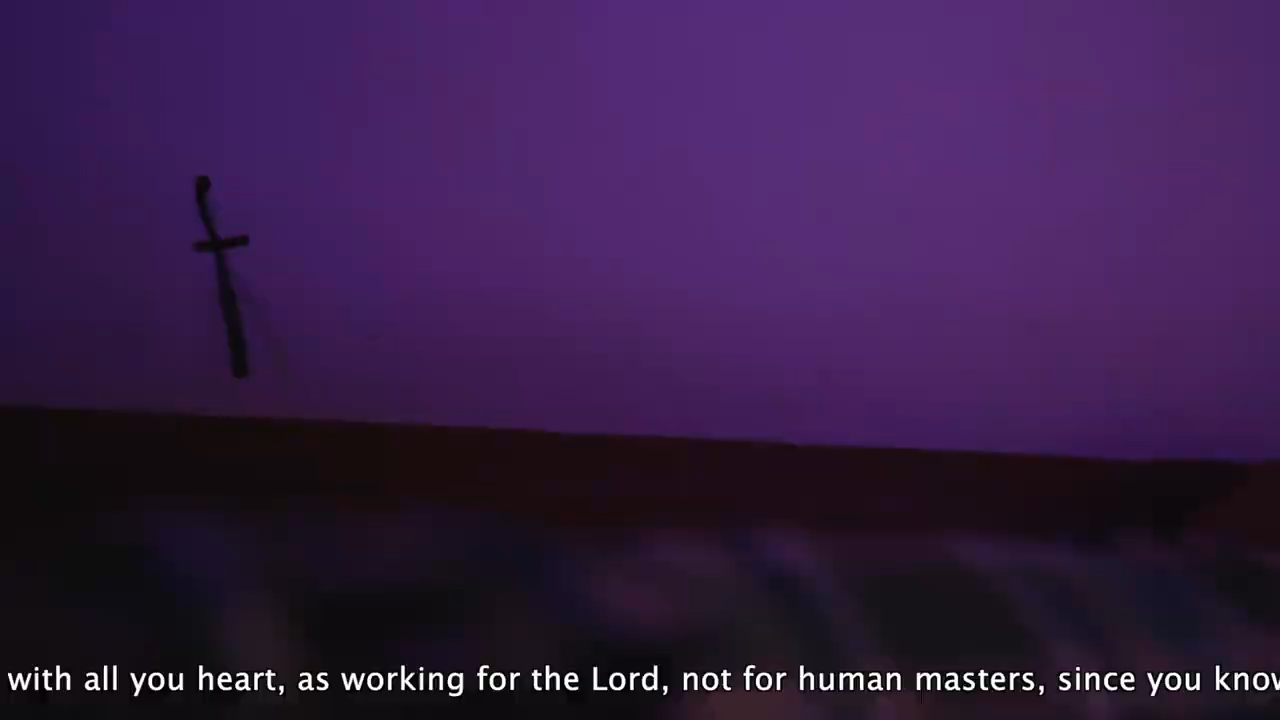 with all you heart, as working for the Lord, not for human masters, since you know